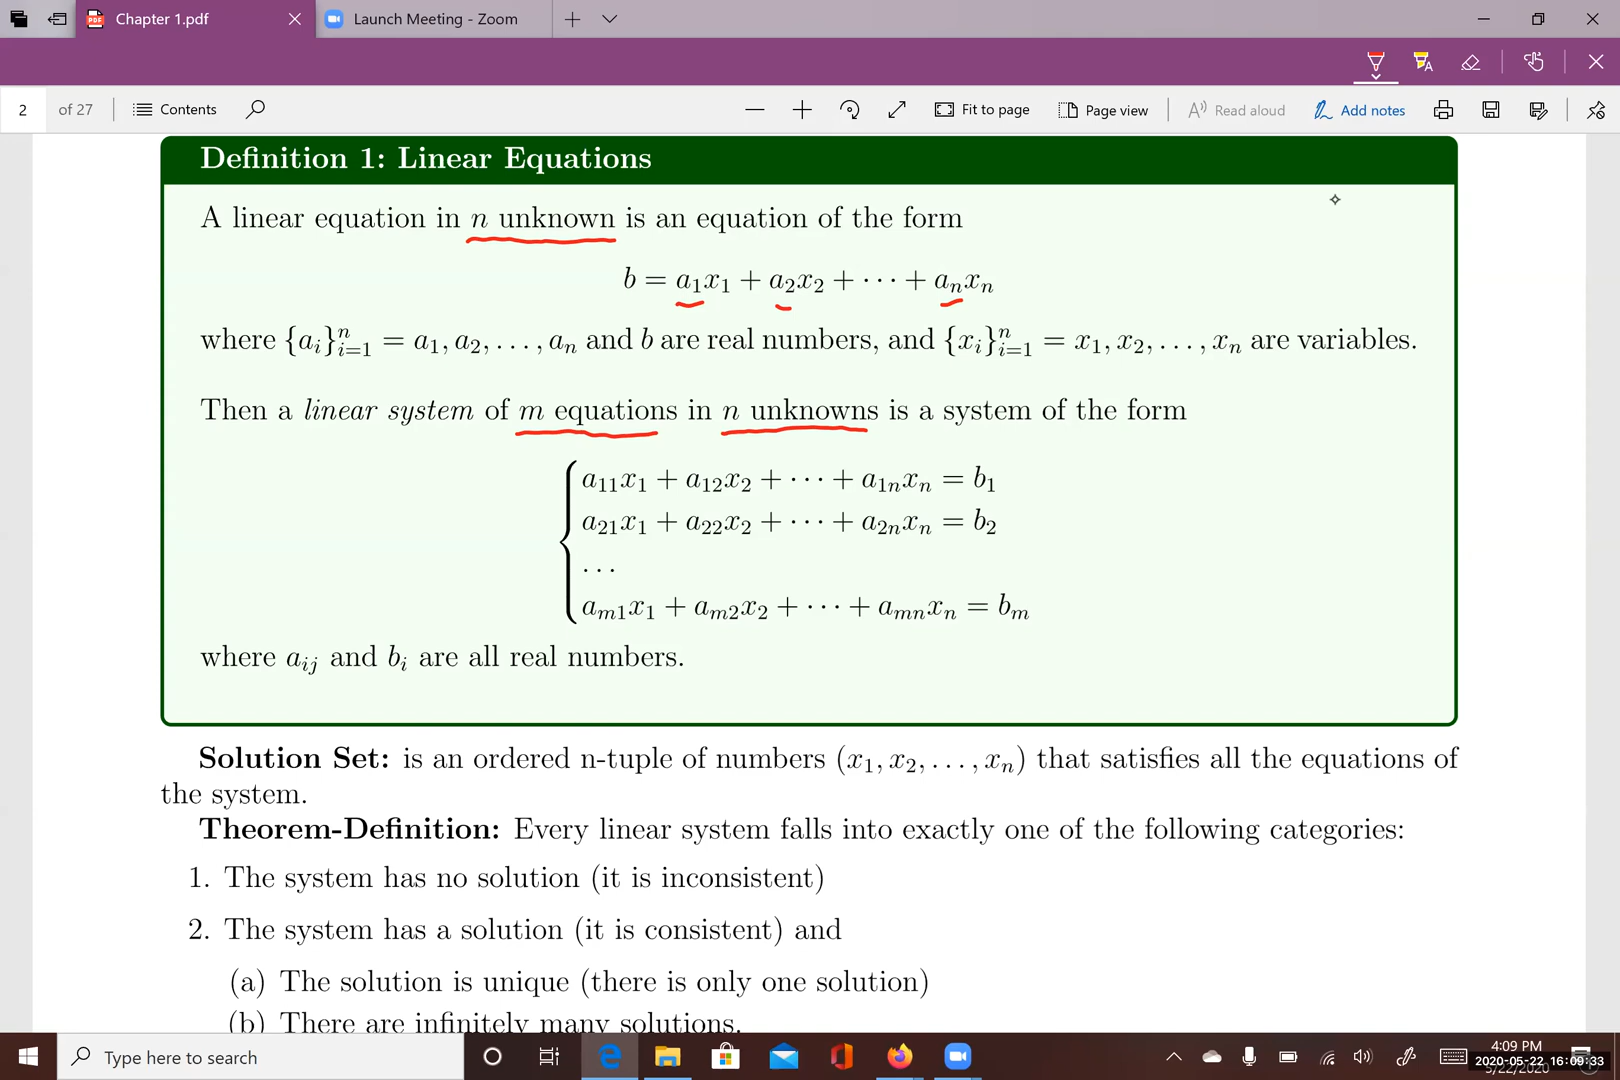 Chapter 1.pdf
Launch Meeting - Zoom
2 of 27 Contents Fit to page Page view Read aloud Add notes
Definition 1: Linear Equations
A linear equation in n unknown is an equation of the form
b = a₁x₁ + a₂x₂ + ⋯ + aₙxₙ
where {aᵢ}ⁿᵢ₌₁ = a₁, a₂, . . . , aₙ and b are real numbers, and {xᵢ}ⁿᵢ₌₁ = x₁, x₂, . . . , xₙ are variables.
Then a linear system of m equations in n unknowns is a system of the form
a₁₁x₁ + a₁₂x₂ + ⋯ + a₁ₙxₙ = b₁
a₂₁x₁ + a₂₂x₂ + ⋯ + a₂ₙxₙ = b₂
. . .
aₘ₁x₁ + aₘ₂x₂ + ⋯ + aₘₙxₙ = bₘ
where aᵢⱼ and bᵢ are all real numbers.
Solution Set: is an ordered n-tuple of numbers (x₁, x₂, . . . , xₙ) that satisfies all the equations of
the system.
Theorem-Definition: Every linear system falls into exactly one of the following categories:
1. The system has no solution (it is inconsistent)
2. The system has a solution (it is consistent) and
(a) The solution is unique (there is only one solution)
(b) There are infinitely many solutions.
Type here to search
4:09 PM
2020-05-22 16:09:33
5/22/2020